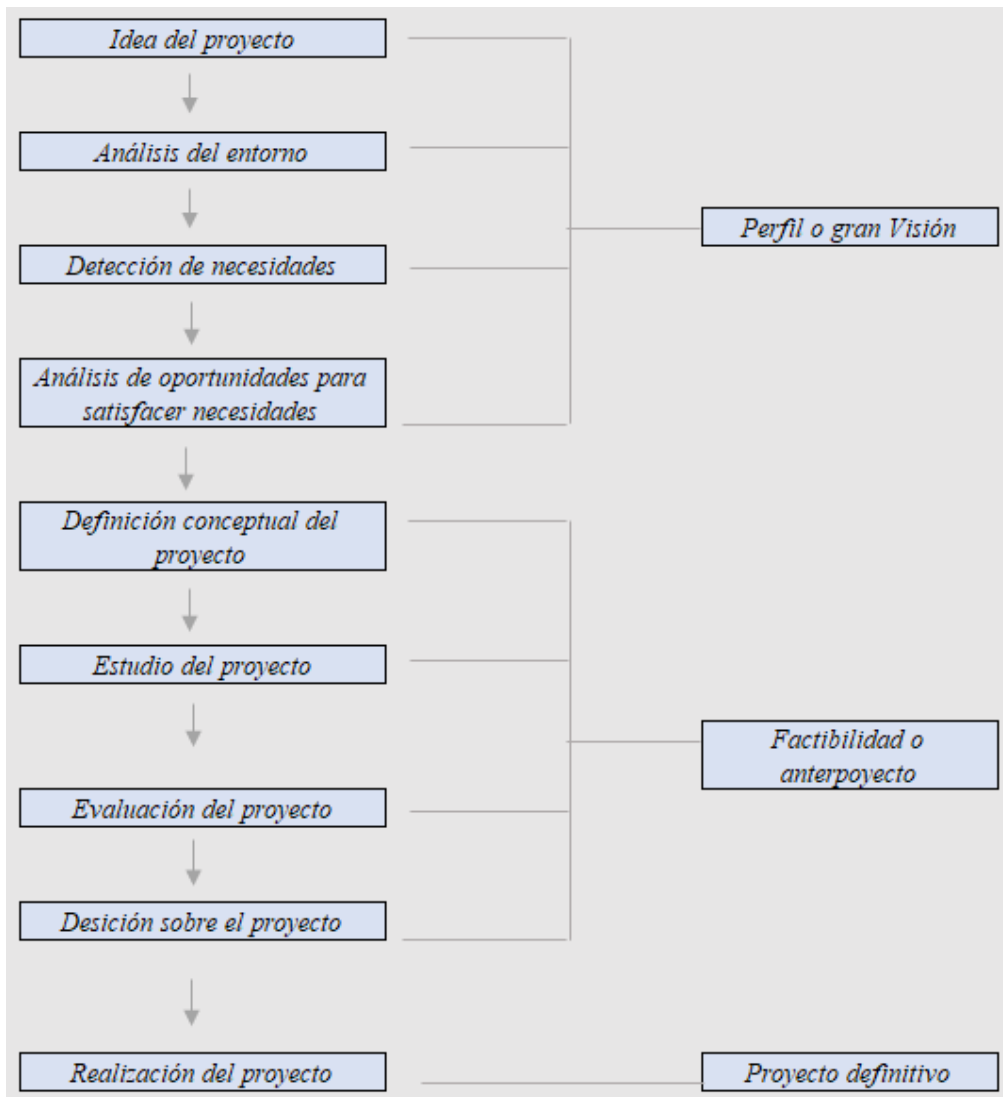 Idea del proyecto
Análisis del entorno
Perfil o gran Visión
Detección de necesidades
Análisis de oportunidades para
satisfacer necesidades
Definición conceptual del
proyecto
Estudio del proyecto
Factibilidad o
anterpoyecto
Evaluación del proyecto
Desición sobre el proyecto
Realización del proyecto
Proyecto definitivo